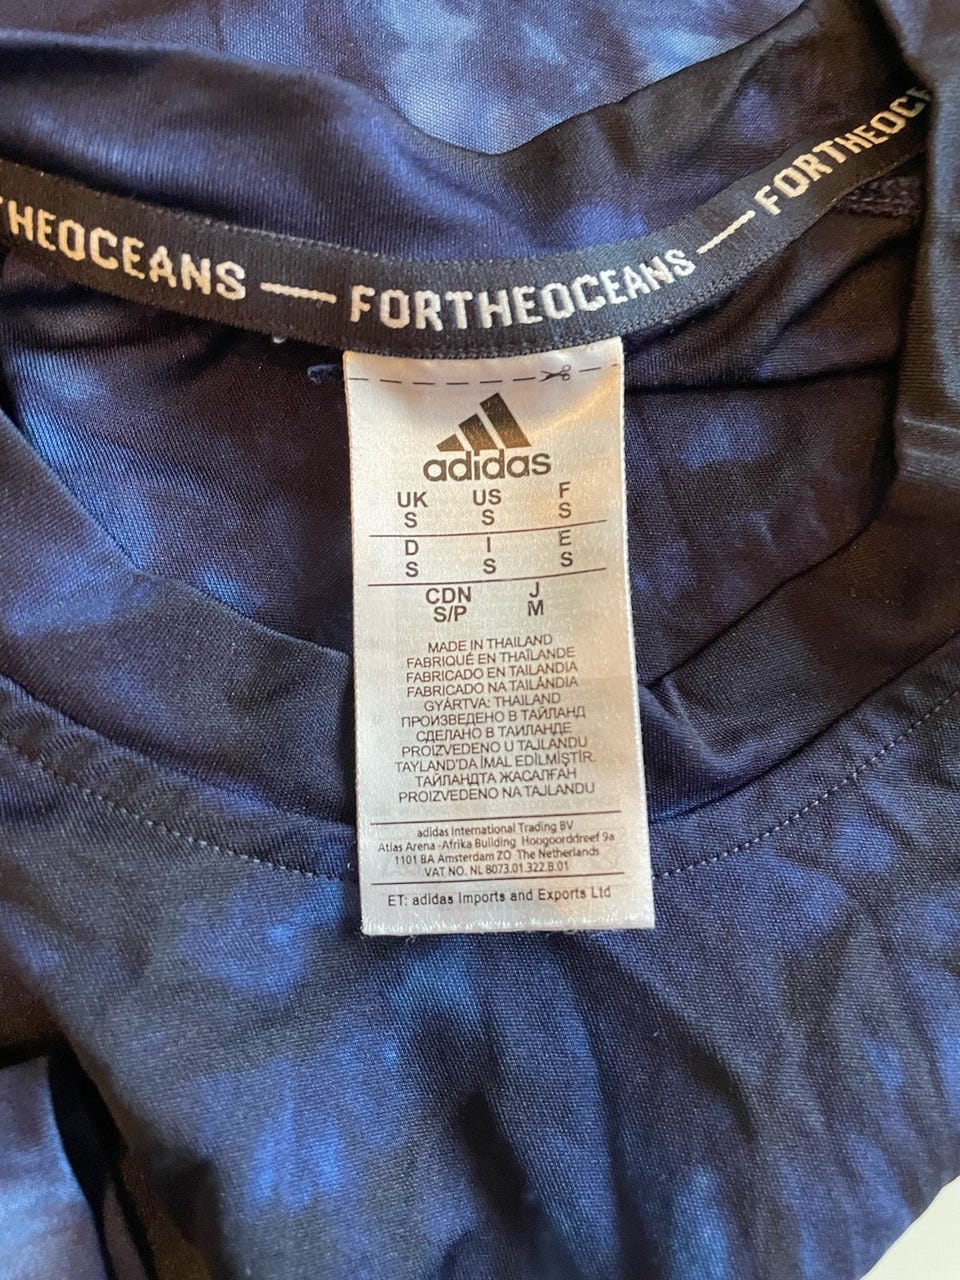 THEOCEANS — FORTHEOCEANS — FORTHEOC
adidas
UK US F
S S S
D I E
S S S
CDN J
S/P M
MADE IN THAILAND
FABRIQUÉ EN THAÏLANDE
FABRICADO EN TAILANDIA
FABRICADO NA TAILÂNDIA
GYÁRTVA: THAILAND
ПРОИЗВЕДЕНО В ТАЙЛАНД
СДЕЛАНО В ТАИЛАНДЕ
PROIZVEDENO U TAJLANDU
TAYLAND'DA İMAL EDİLMİŞTİR.
ТАЙЛАНДТА ЖАСАЛҒАН
PROIZVEDENO NA TAJLANDU
adidas International Trading BV
Atlas Arena -Afrika Building Hoogoorddreef 9a
1101 BA Amsterdam ZO The Netherlands
VAT NO. NL 8073.01.322.B.01
ET: adidas Imports and Exports Ltd